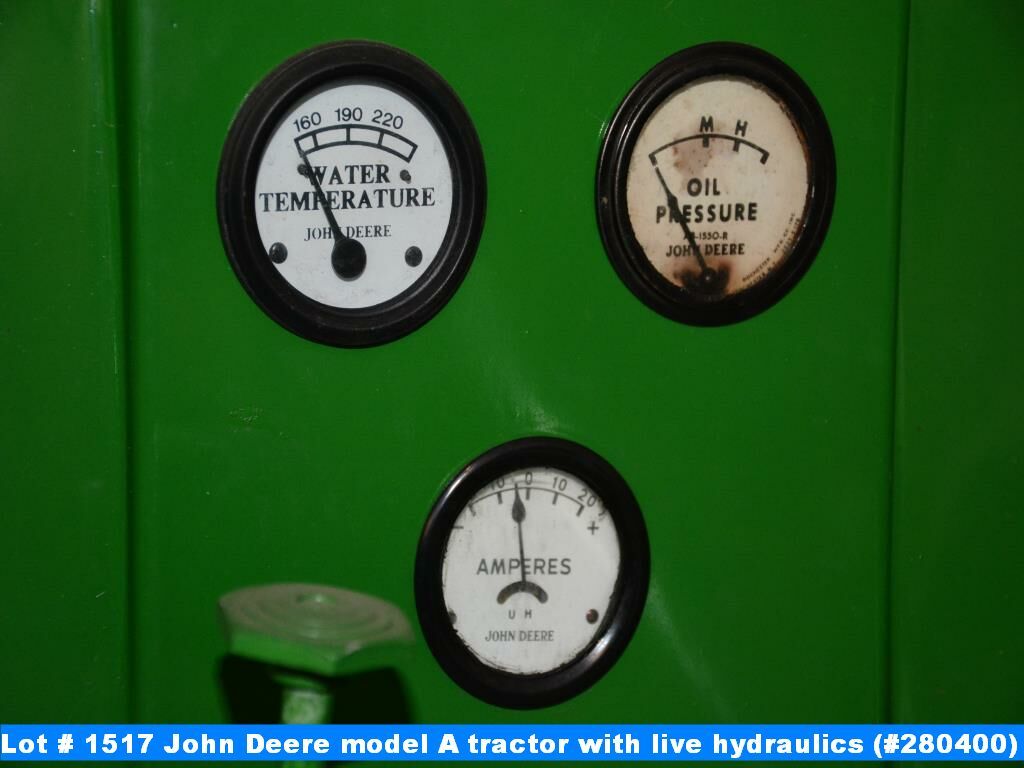 160 190 220
WATER
TEMPERATURE
JOHN DEERE
M H
OIL
PRESSURE
JOHN DEERE
10 0 10 20
- +
AMPERES
U H
JOHN DEERE
Lot # 1517 John Deere model A tractor with live hydraulics (#280400)